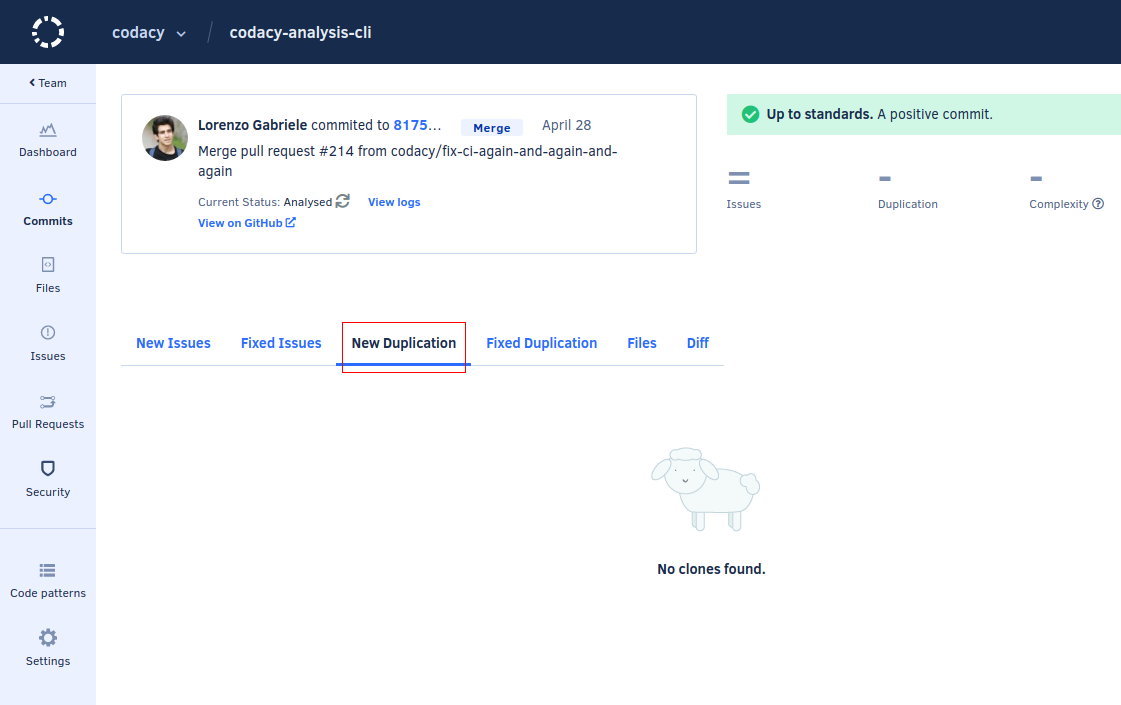 codacy / codacy-analysis-cli
Team
Dashboard
Commits
Files
Issues
Pull Requests
Security
Code patterns
Settings
Lorenzo Gabriele commited to 8175... Merge April 28
Merge pull request #214 from codacy/fix-ci-again-and-again-and-
again
Current Status: Analysed View logs
View on GitHub
Up to standards. A positive commit.
= - -
Issues Duplication Complexity ?
New Issues Fixed Issues New Duplication Fixed Duplication Files Diff
No clones found.